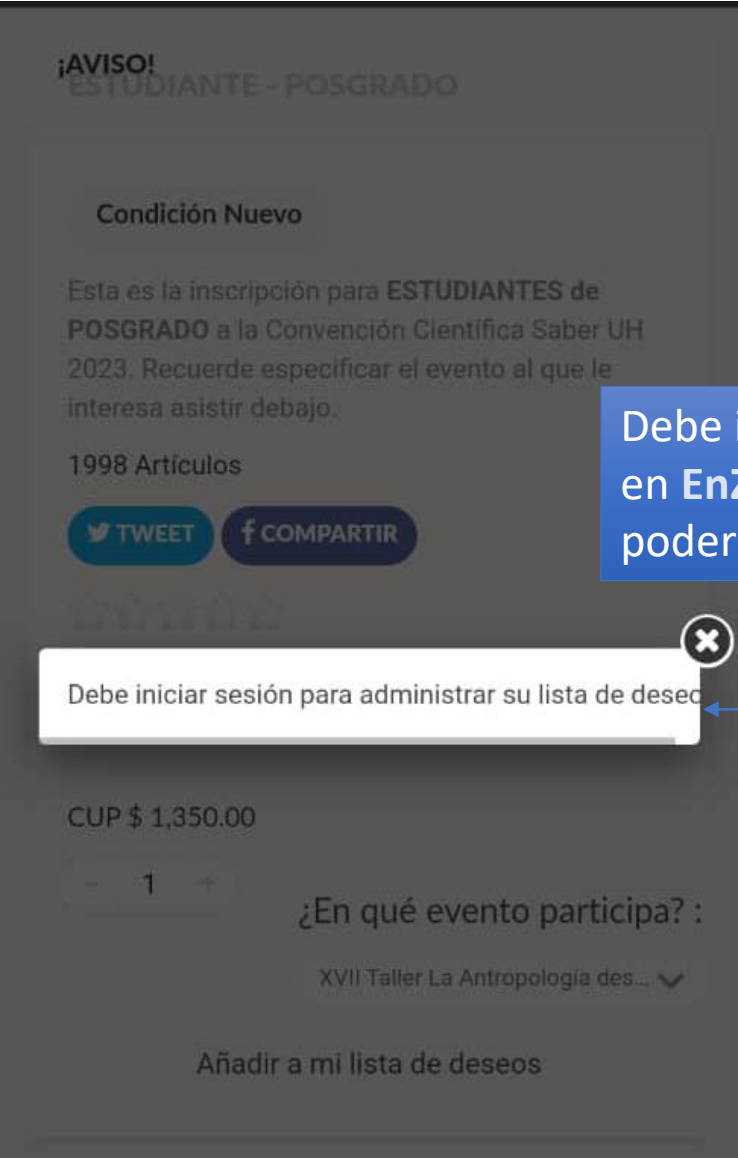 ¡AVISO!
ESTUDIANTE - POSGRADO
Condición Nuevo
Esta es la inscripción para ESTUDIANTES de
POSGRADO a la Convención Científica Saber UH
2023. Recuerde especificar el evento al que le
interesa asistir debajo.
1998 Artículos
TWEET
COMPARTIR
Debe
en
poder
Debe iniciar sesión para administrar su lista de
CUP $ 1,350.00
- 1 +
¿En qué evento participa? :
XVII Taller La Antropología des...
Añadir a mi lista de deseos